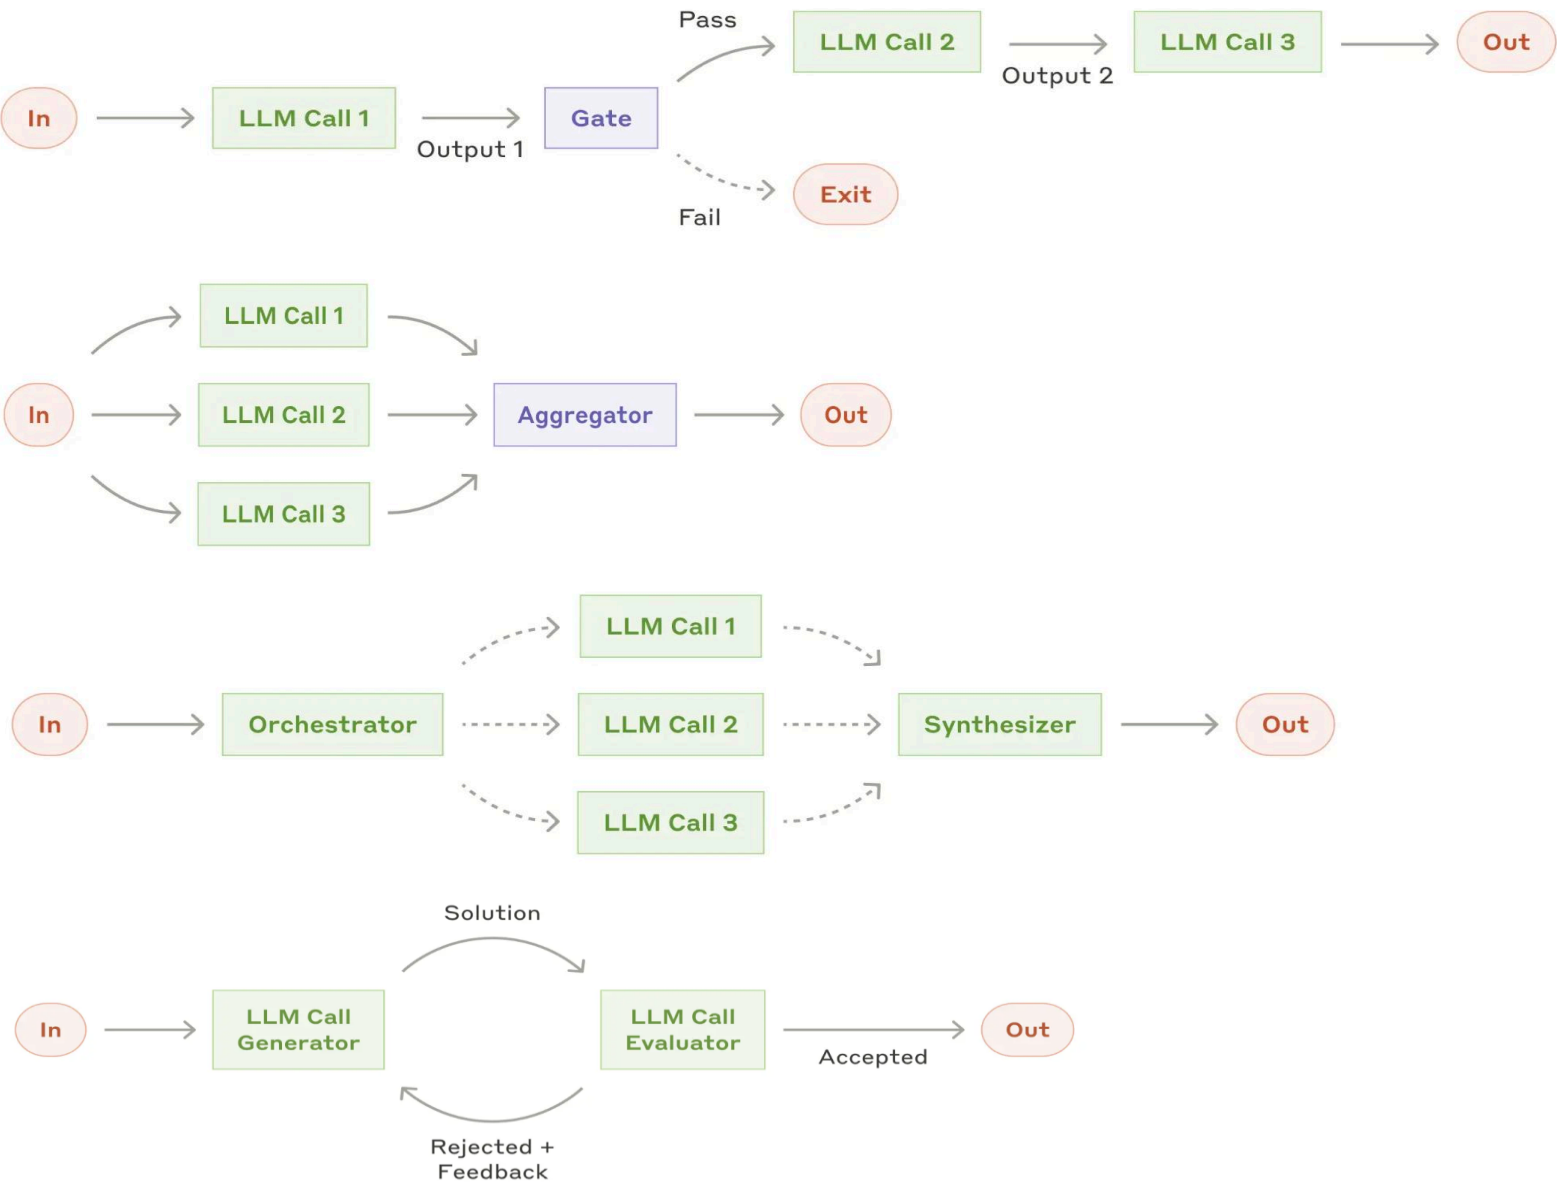 Pass
LLM Call 2
LLM Call 3
Out
Output 2
In
LLM Call 1
Gate
Output 1
Exit
Fail
LLM Call 1
In
LLM Call 2
Aggregator
Out
LLM Call 3
LLM Call 1
In
Orchestrator
LLM Call 2
Synthesizer
Out
LLM Call 3
Solution
In
LLM Call
Generator
LLM Call
Evaluator
Out
Accepted
Rejected +
Feedback